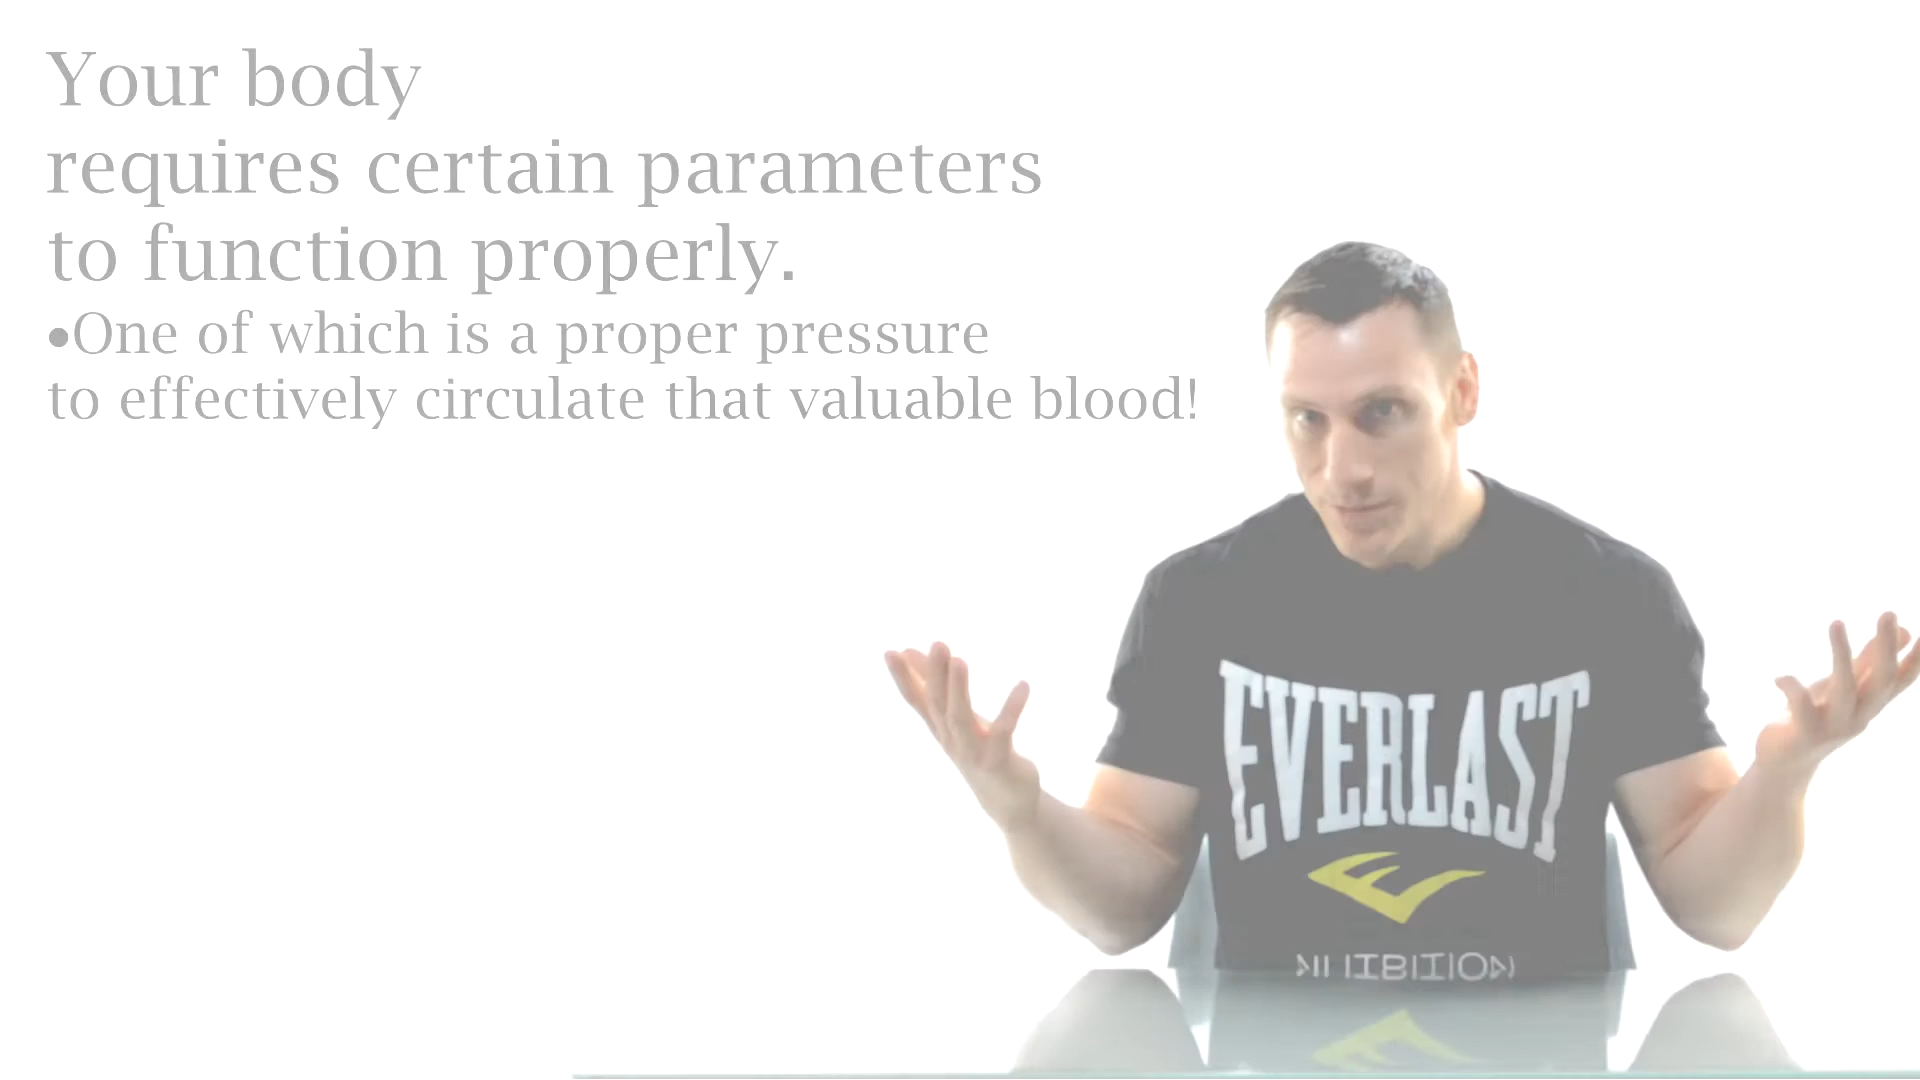 Your body
requires certain parameters
to function properly.
•One of which is a proper pressure
to effectively circulate that valuable blood!
EVERLAST